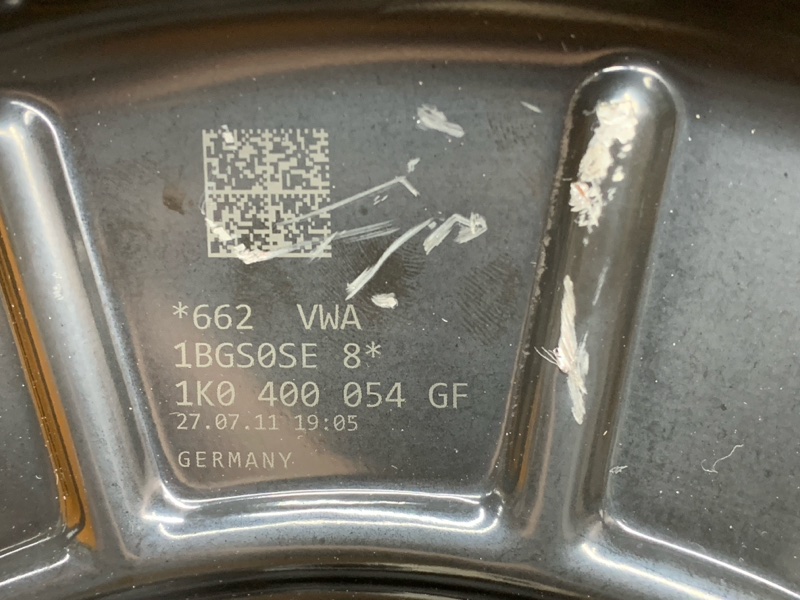 *662 VWA
1BGS0SE 8*
1K0 400 054 GF
27.07.11 19:05
GERMANY